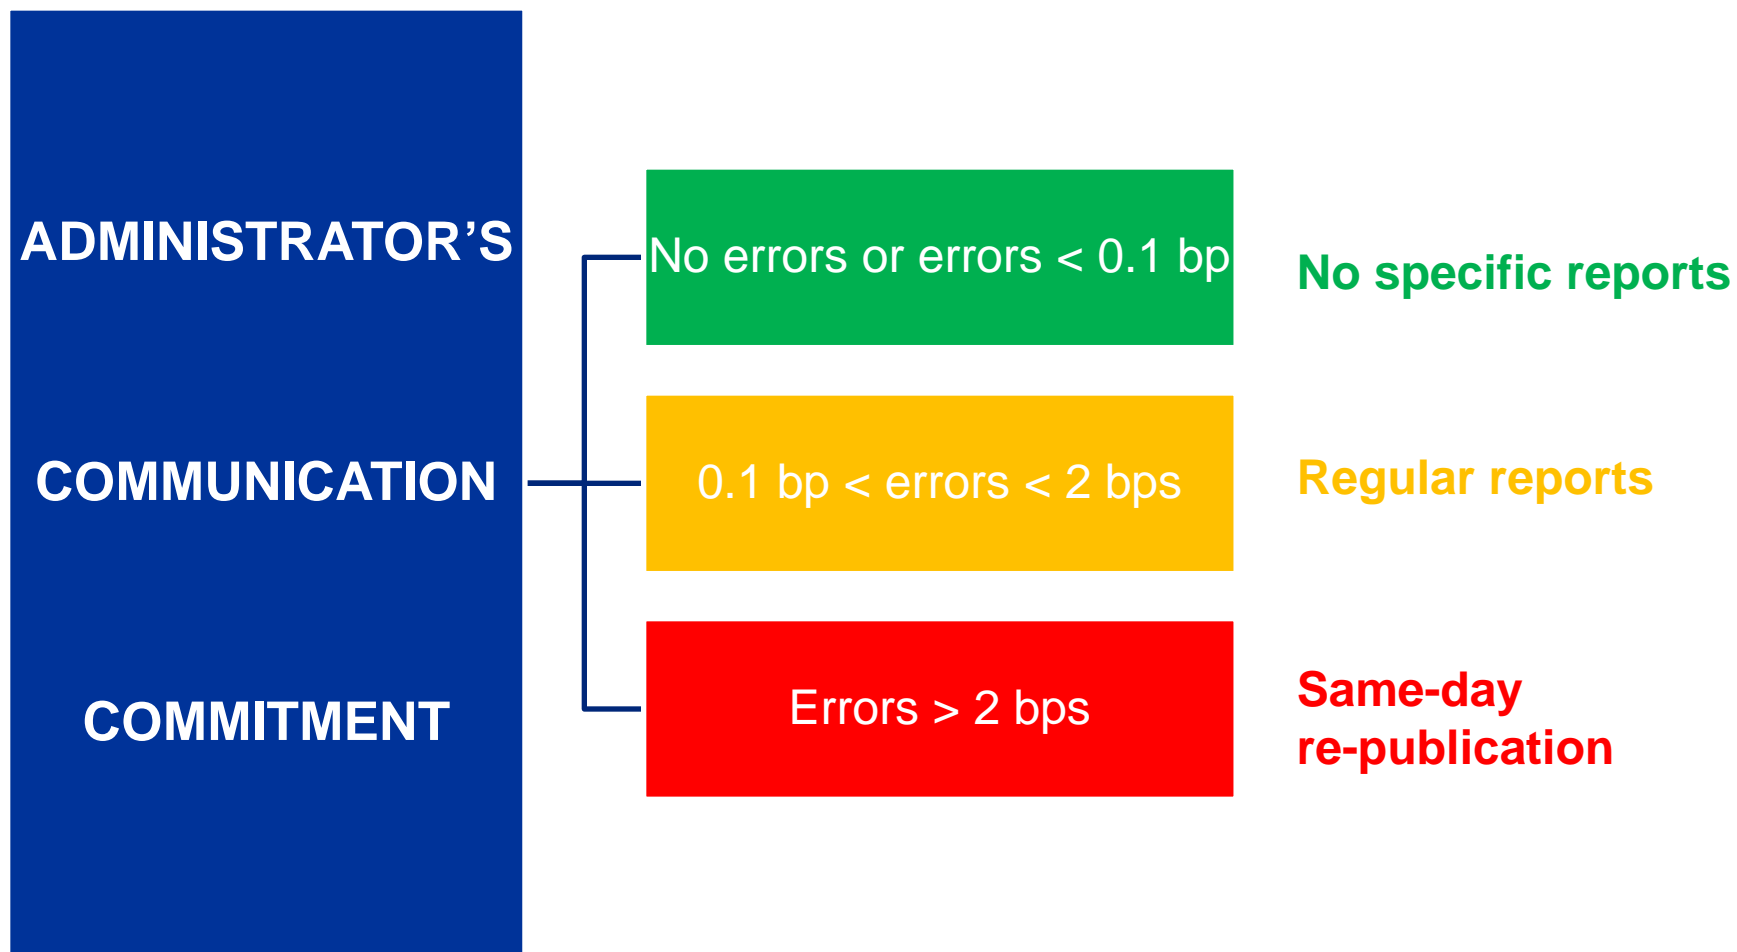 ADMINISTRATOR’S
COMMUNICATION
COMMITMENT
No errors or errors < 0.1 bp
No specific reports
0.1 bp < errors < 2 bps
Regular reports
Errors > 2 bps
Same-day
re-publication